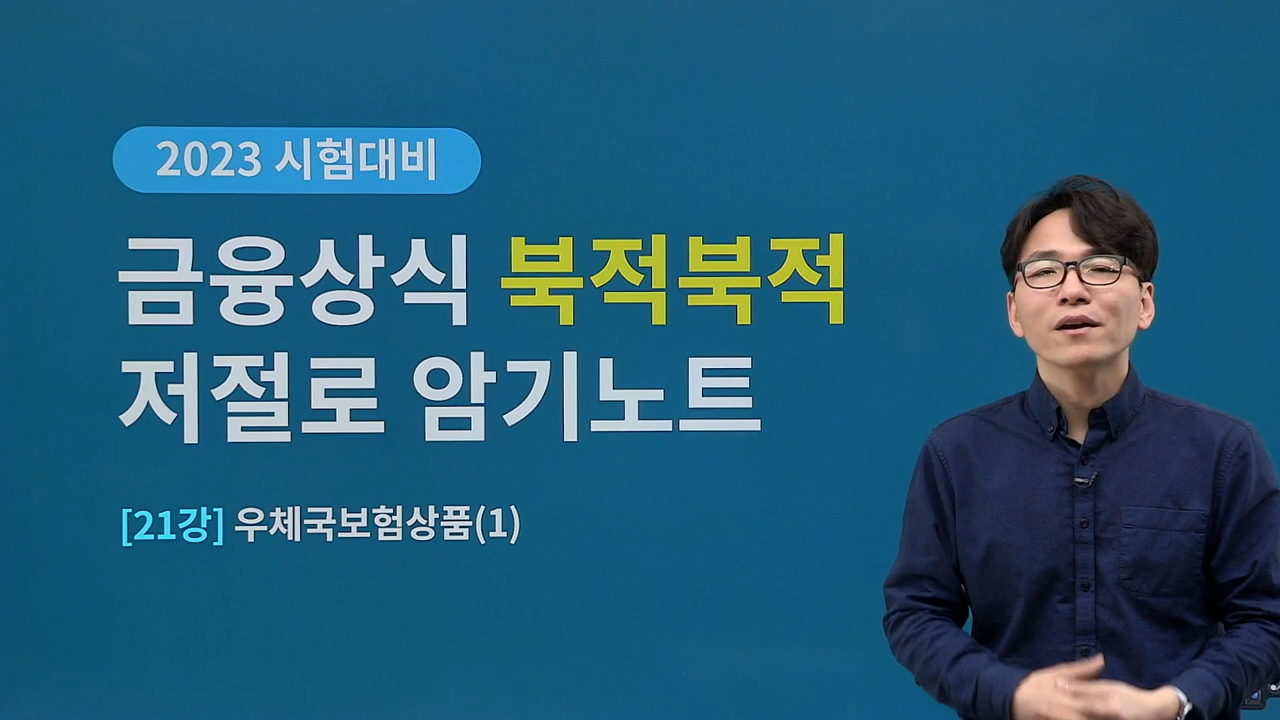 2023 시험대비
금융상식 북적북적
저절로 암기노트
[21강] 우체국보험상품(1)